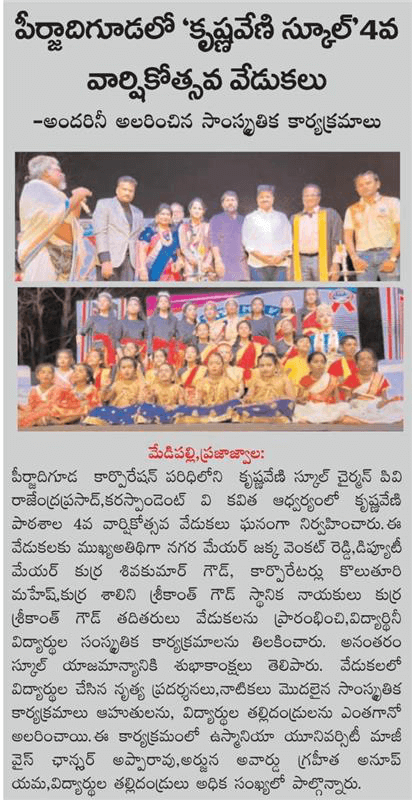 పీర్జాదిగూడలో ‘కృష్ణవేణి స్కూల్’ 4వ
వార్షికోత్సవ వేడుకలు
-అందరినీ అలరించిన సాంస్కృతిక కార్యక్రమాలు
మేడిపల్లి,ప్రజాజ్వాల:
పీర్జాదిగూడ కార్పొరేషన్ పరిధిలోని కృష్ణవేణి స్కూల్ చైర్మన్ పివి
రాజేంద్రప్రసాద్,కరస్పాండెంట్ వి కవిత ఆధ్వర్యంలో కృష్ణవేణి
పాఠశాల 4వ వార్షికోత్సవ వేడుకలు ఘనంగా నిర్వహించారు.ఈ
వేడుకలకు ముఖ్యఅతిథిగా నగర మేయర్ జక్క వెంకట్ రెడ్డి,డిప్యూటీ
మేయర్ కుర్ర శివకుమార్ గౌడ్, కార్పొరేటర్లు కొలుతూరి
మహేష్,కుర్ర శాలిని శ్రీకాంత్ గౌడ్ స్థానిక నాయకులు కుర్ర
శ్రీకాంత్ గౌడ్ తదితరులు వేడుకలను ప్రారంభించి,విద్యార్థినీ
విద్యార్థుల సంస్కృతిక కార్యక్రమాలను తిలకించారు. అనంతరం
స్కూల్ యాజమాన్యానికి శుభాకాంక్షలు తెలిపారు. వేడుకలలో
విద్యార్థులు చేసిన నృత్య ప్రదర్శనలు,నాటికలు మొదలైన సాంస్కృతిక
కార్యక్రమాలు ఆహుతులను, విద్యార్థుల తల్లిదండ్రులను ఎంతగానో
అలరించాయి.ఈ కార్యక్రమంలో ఉస్మానియా యూనివర్సిటీ మాజీ
వైస్ ఛాన్సర్ అప్పారావు,అర్జున అవార్డు గ్రహీత అనూప్
యమ,విద్యార్థుల తల్లిదండ్రులు అధిక సంఖ్యలో పాల్గొన్నారు.